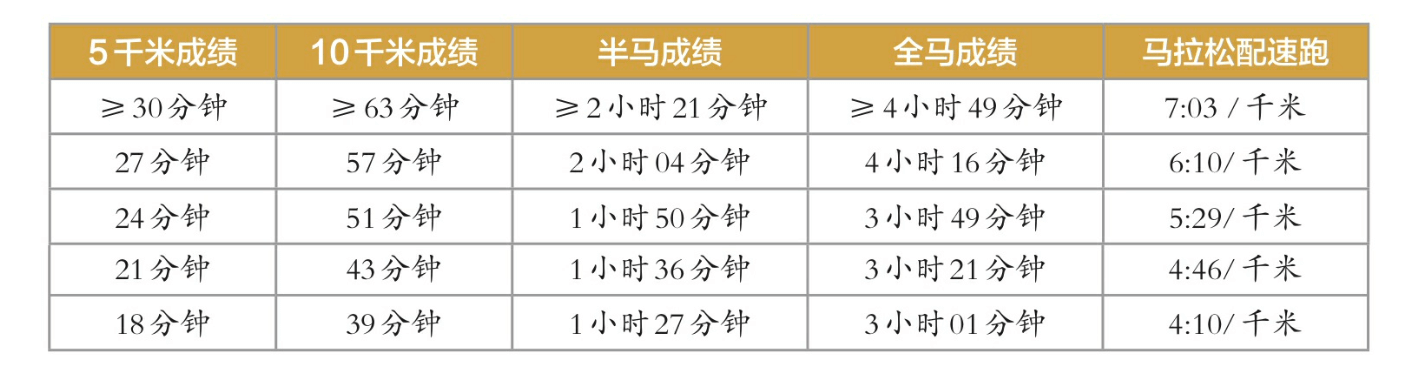 5千米成绩 10千米成绩 半马成绩 全马成绩 马拉松配速跑
≥30分钟 ≥63分钟 ≥2小时21分钟 ≥4小时49分钟 7:03 /千米
27分钟 57分钟 2小时04分钟 4小时16分钟 6:10/千米
24分钟 51分钟 1小时50分钟 3小时49分钟 5:29/千米
21分钟 43分钟 1小时36分钟 3小时21分钟 4:46/千米
18分钟 39分钟 1小时27分钟 3小时01分钟 4:10/千米